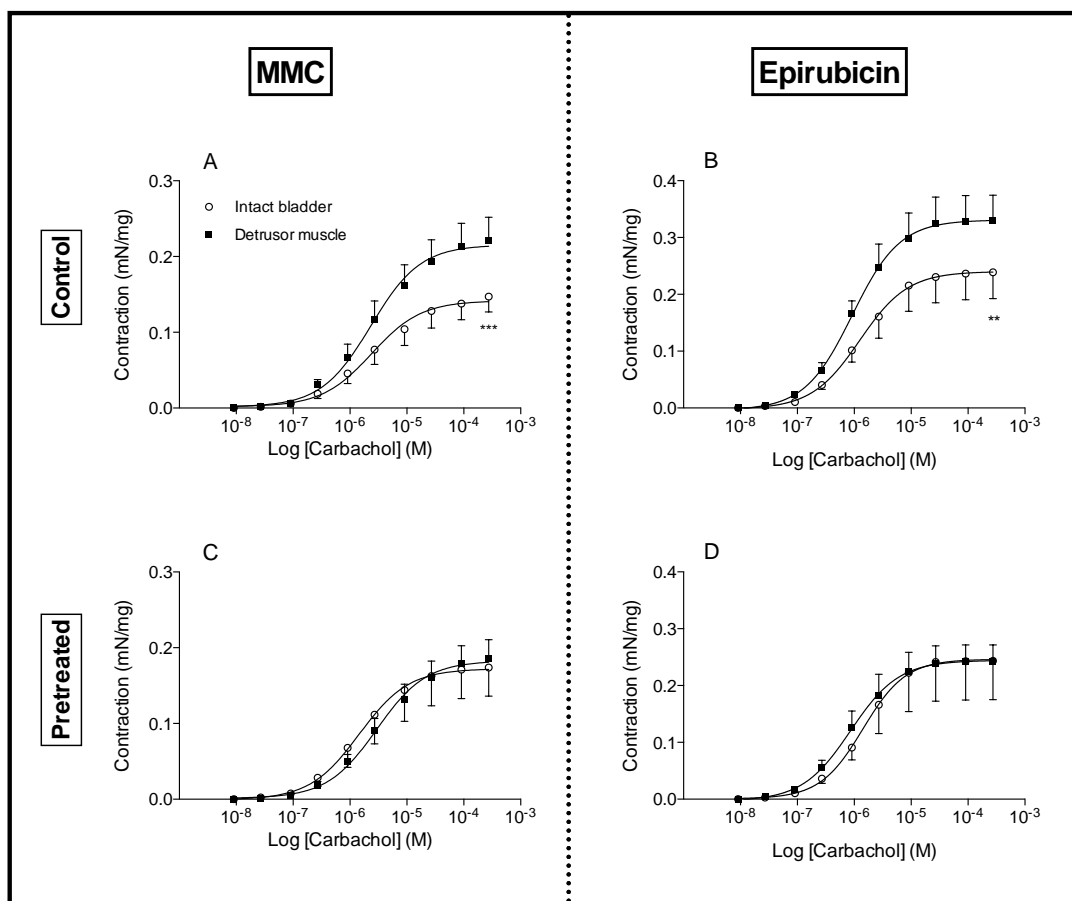 MMC
Epirubicin
Control
Pretreated
A
Intact bladder
Detrusor muscle
Contraction (mN/mg)
0.3
0.2
0.1
0.0
***
10-8 10-7 10-6 10-5 10-4 10-3
Log [Carbachol] (M)
B
Contraction (mN/mg)
0.4
0.3
0.2
0.1
0.0
**
10-8 10-7 10-6 10-5 10-4 10-3
Log [Carbachol] (M)
C
Contraction (mN/mg)
0.3
0.2
0.1
0.0
10-8 10-7 10-6 10-5 10-4 10-3
Log [Carbachol] (M)
D
Contraction (mN/mg)
0.4
0.3
0.2
0.1
0.0
10-8 10-7 10-6 10-5 10-4 10-3
Log [Carbachol] (M)